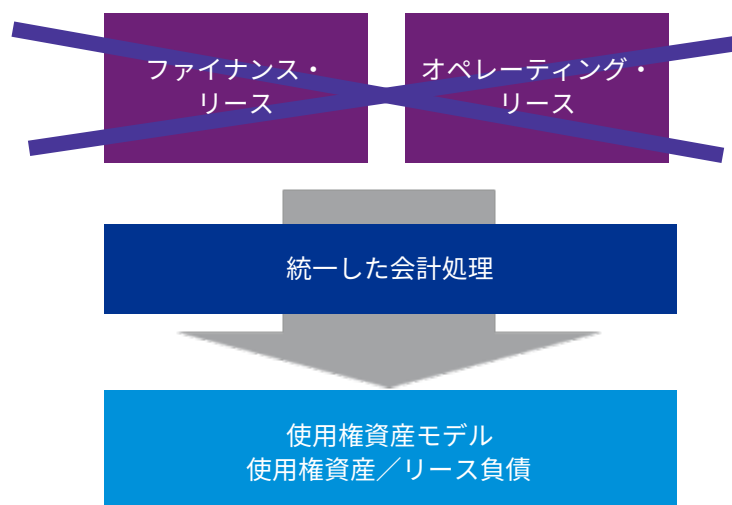 ファイナンス・
リース
オペレーティング・
リース
統一した会計処理
使用権資産モデル
使用権資産／リース負債